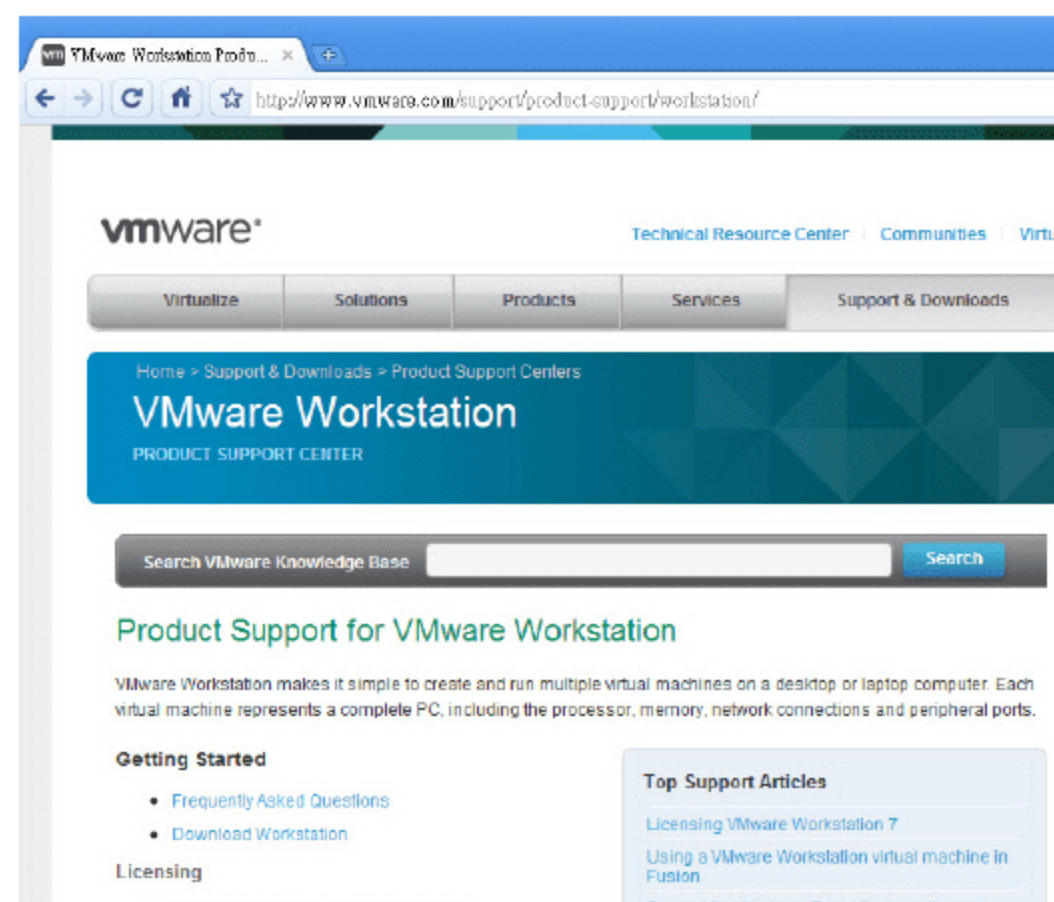 VMware Workstation Produ...
http://www.vmware.com/support/product-support/workstation/
vmware
Technical Resource Center Communities Virtu
Virtualize Solutions Products Services Support & Downloads
Home > Support & Downloads > Product Support Centers
VMware Workstation
PRODUCT SUPPORT CENTER
Search VMware Knowledge Base Search
Product Support for VMware Workstation
VMware Workstation makes it simple to create and run multiple virtual machines on a desktop or laptop computer. Each
virtual machine represents a complete PC, including the processor, memory, network connections and peripheral ports.
Getting Started
• Frequently Asked Questions
• Download Workstation
Licensing
Top Support Articles
Licensing VMware Workstation 7
Using a VMware Workstation virtual machine in
Fusion